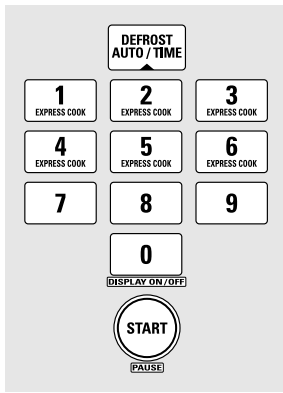 DEFROST
AUTO / TIME
1 2 3
EXPRESS COOK EXPRESS COOK EXPRESS COOK
4 5 6
EXPRESS COOK EXPRESS COOK EXPRESS COOK
7 8 9
0
DISPLAY ON/OFF
START
PAUSE